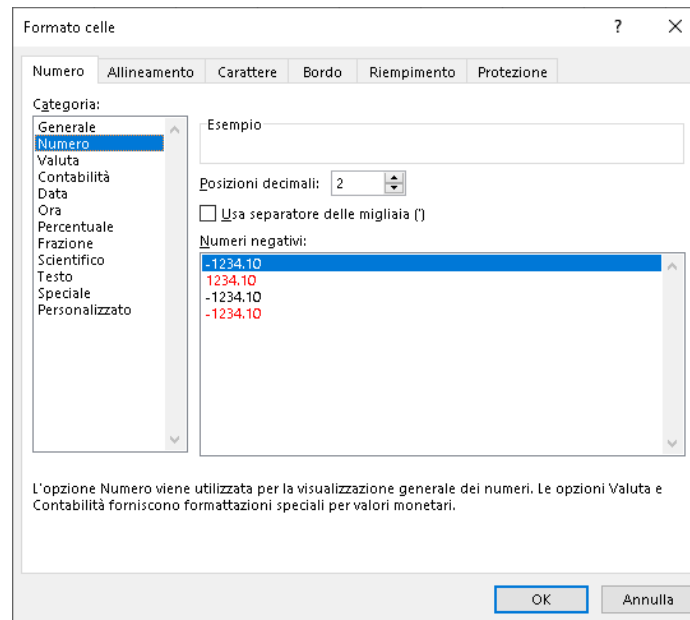 Formato celle
?
Numero
Allineamento
Carattere
Bordo
Riempimento
Protezione
Categoria:
Generale
Numero
Valuta
Contabilità
Data
Ora
Percentuale
Frazione
Scientifico
Testo
Speciale
Personalizzato
Esempio
Posizioni decimali: 2
Usa separatore delle migliaia (')
Numeri negativi:
-1234.10
1234.10
-1234.10
-1234.10
L'opzione Numero viene utilizzata per la visualizzazione generale dei numeri. Le opzioni Valuta e
Contabilità forniscono formattazioni speciali per valori monetari.
OK
Annulla